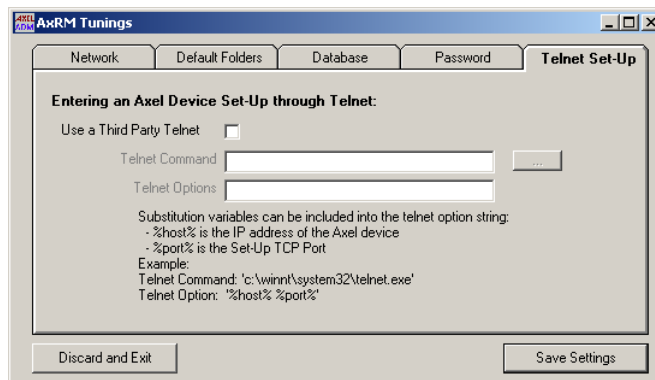 AXEL
ADM
AxRM Tunings
Network
Default Folders
Database
Password
Telnet Set-Up
Entering an Axel Device Set-Up through Telnet:
Use a Third Party Telnet
Telnet Command
...
Telnet Options
Substitution variables can be included into the telnet option string:
- %host% is the IP address of the Axel device
- %port% is the Set-Up TCP Port
Example:
Telnet Command: 'c:\winnt\system32\telnet.exe'
Telnet Option: '%host% %port%'
Discard and Exit
Save Settings